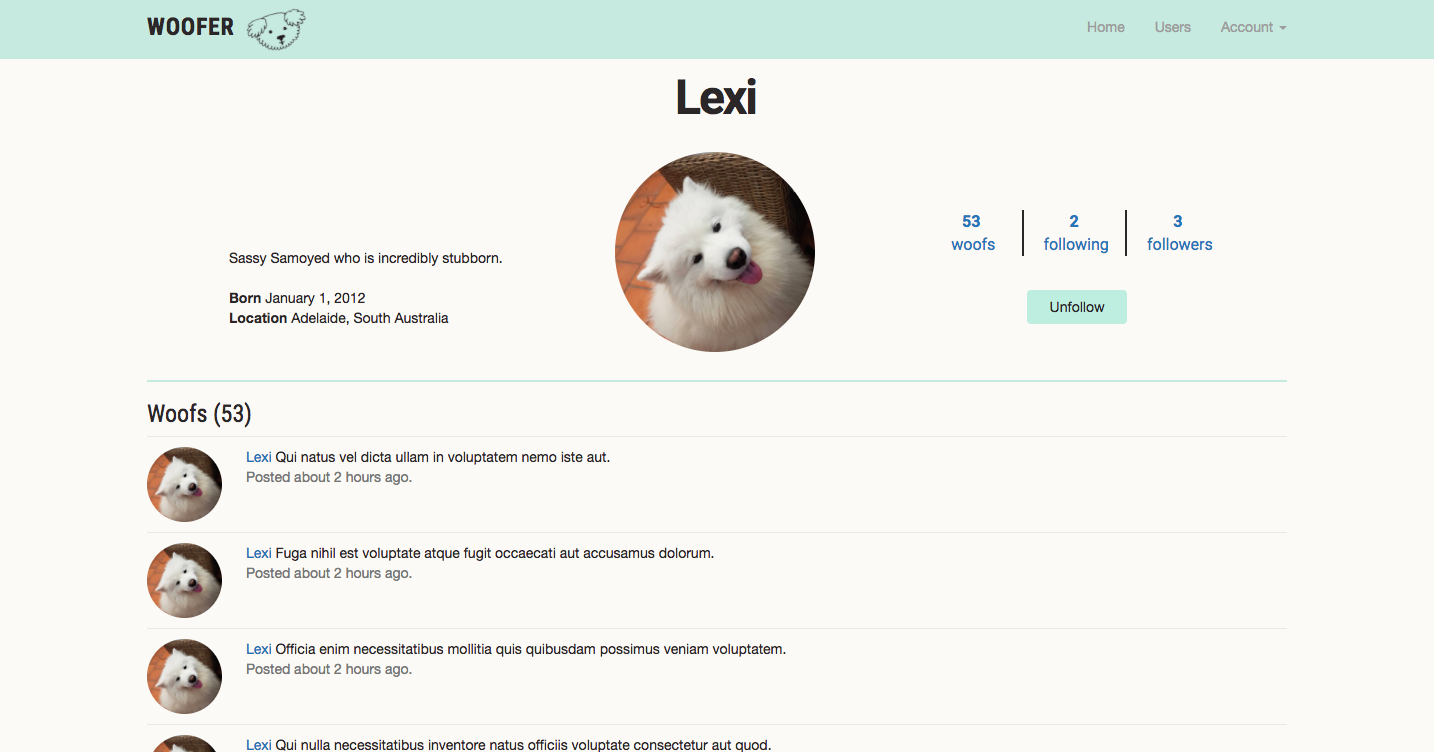 WOOFER
Home
Users
Account
Lexi
Sassy Samoyed who is incredibly stubborn.
Born January 1, 2012
Location Adelaide, South Australia
53
woofs
2
following
3
followers
Unfollow
Woofs (53)
Lexi Qui natus vel dicta ullam in voluptatem nemo iste aut.
Posted about 2 hours ago.
Lexi Fuga nihil est voluptate atque fugit occaecati aut accusamus dolorum.
Posted about 2 hours ago.
Lexi Officia enim necessitatibus mollitia quis quibusdam possimus veniam voluptatem.
Posted about 2 hours ago.
Lexi Qui nulla necessitatibus inventore natus officiis voluptate consectetur aut quod.